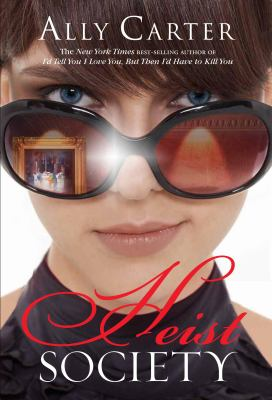 ALLY CARTER
The New York Times BEST-SELLING AUTHOR OF
I'd Tell You I Love You, But Then I'd Have to Kill You
Heist
SOCIETY